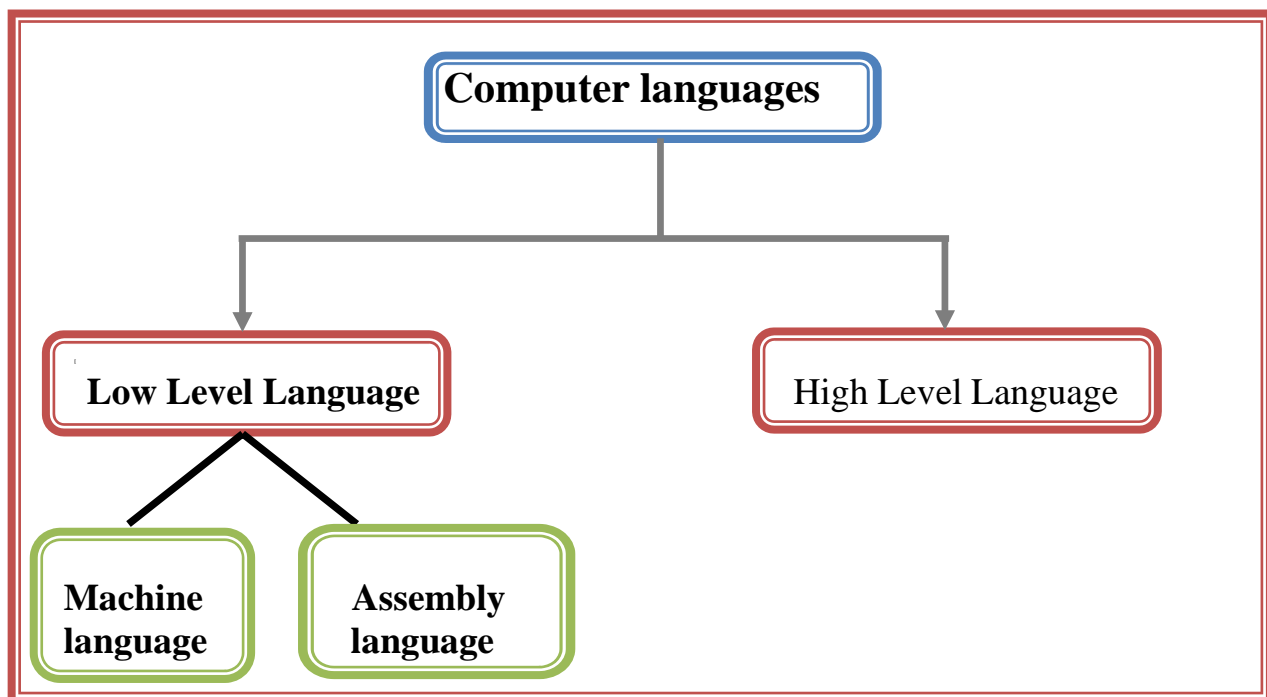 Computer languages
Low Level Language
High Level Language
Machine
language
Assembly
language